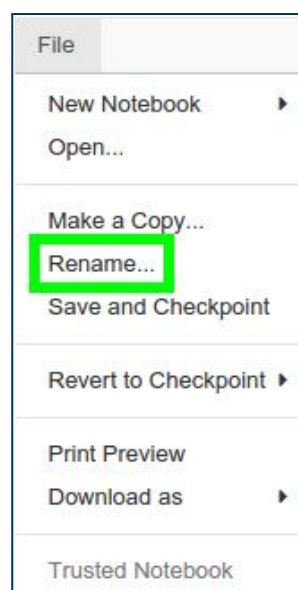 File
New Notebook
Open...
Make a Copy...
Rename...
Save and Checkpoint
Revert to Checkpoint
Print Preview
Download as
Trusted Notebook